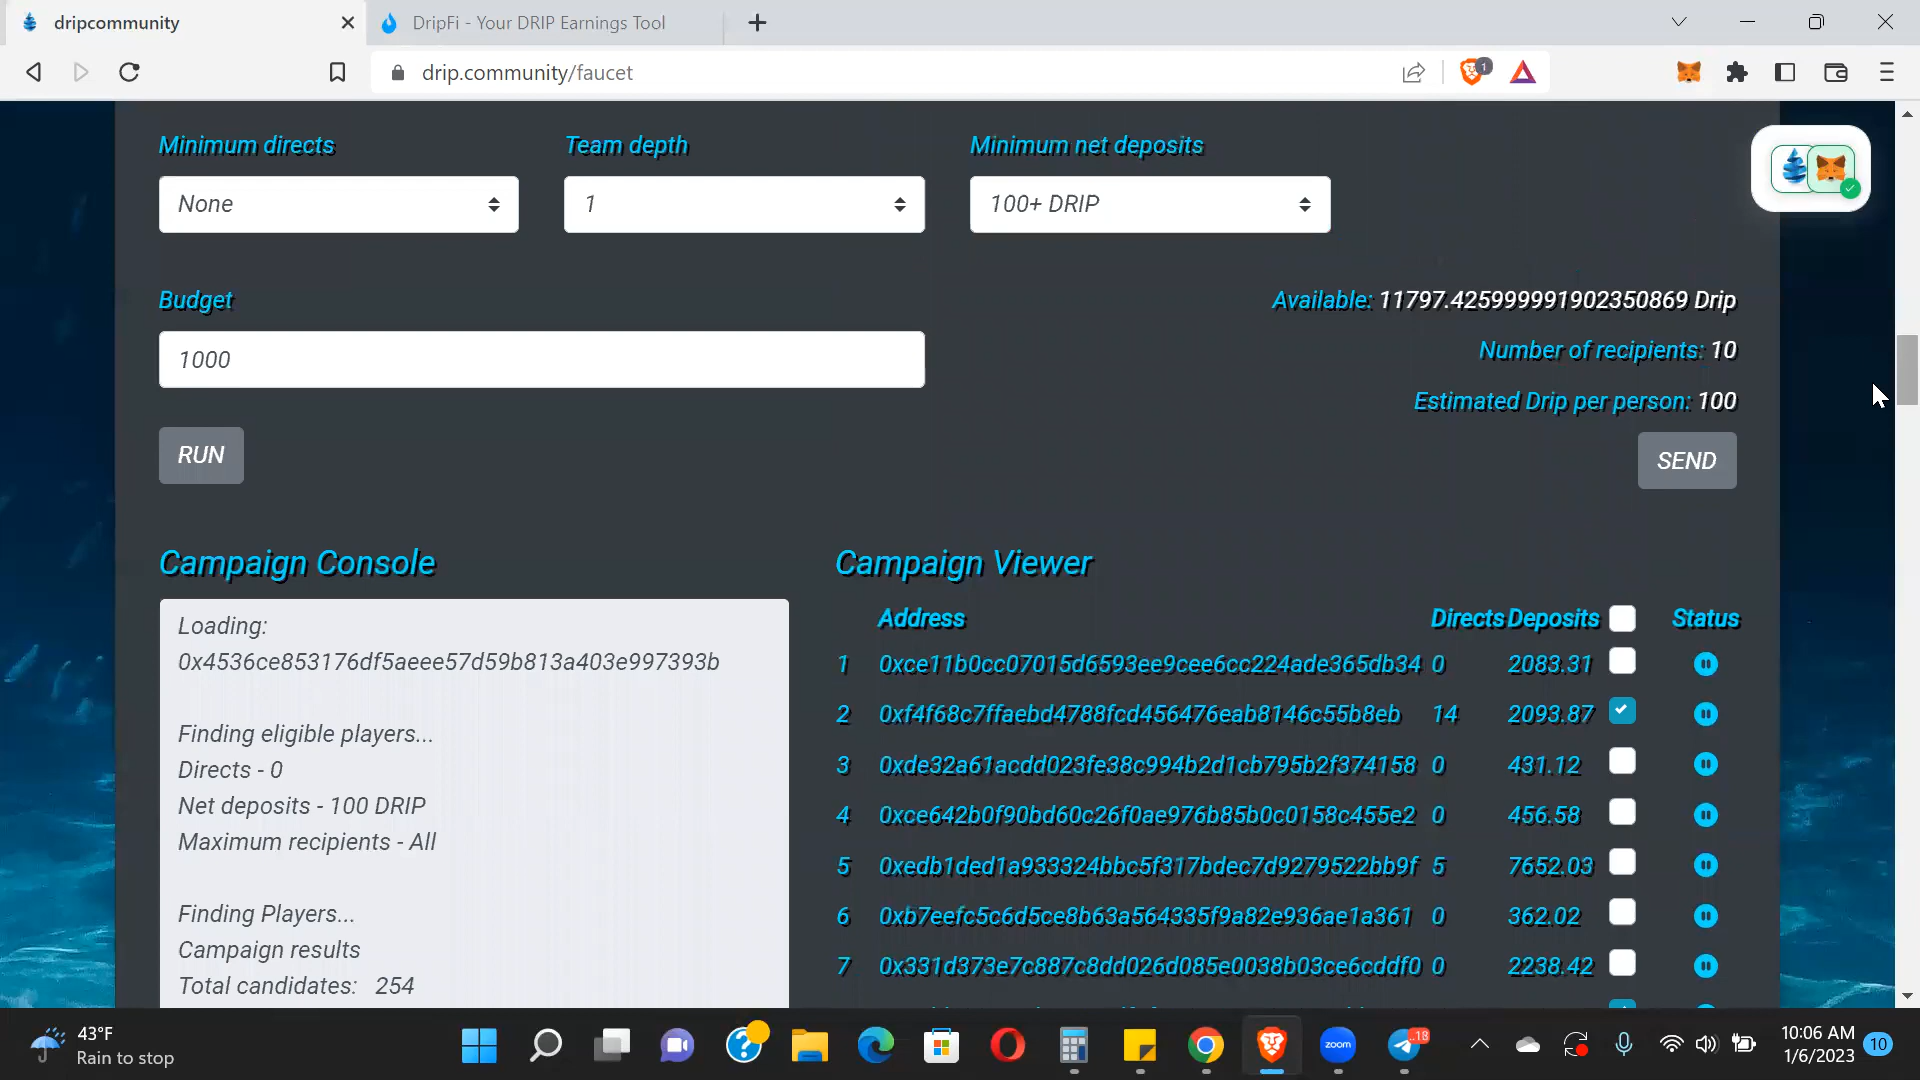 dripcommunity
DripFi - Your DRIP Earnings Tool
drip.community/faucet
1
Minimum directs
Team depth
Minimum net deposits
None
1
100+ DRIP
Budget
1000
Available: 11797.425999991902350869 Drip
Number of recipients: 10
Estimated Drip per person: 100
RUN
SEND
Campaign Console
Loading:
0x4536ce853176df5aeee57d59b813a403e997393b
Finding eligible players...
Directs - 0
Net deposits - 100 DRIP
Maximum recipients - All
Finding Players...
Campaign results
Total candidates: 254
Campaign Viewer
Address Directs Deposits Status
1 0xce11b0cc07015d6593ee9cee6cc224ade365db34 0 2083.31
2 0xf4f68c7ffaebd4788fcd456476eab8146c55b8eb 14 2093.87
3 0xde32a61acdd023fe38c994b2d1cb795b2f374158 0 431.12
4 0xce642b0f90bd60c26f0ae976b85b0c0158c455e2 0 456.58
5 0xedb1ded1a933324bbc5f317bdec7d9279522bb9f 5 7652.03
6 0xb7eefc5c6d5ce8b63a564335f9a82e936ae1a361 0 362.02
7 0x331d373e7c887c8dd026d085e0038b03ce6cddf0 0 2238.42
43°F
Rain to stop
zoom
18
10:06 AM
1/6/2023
10